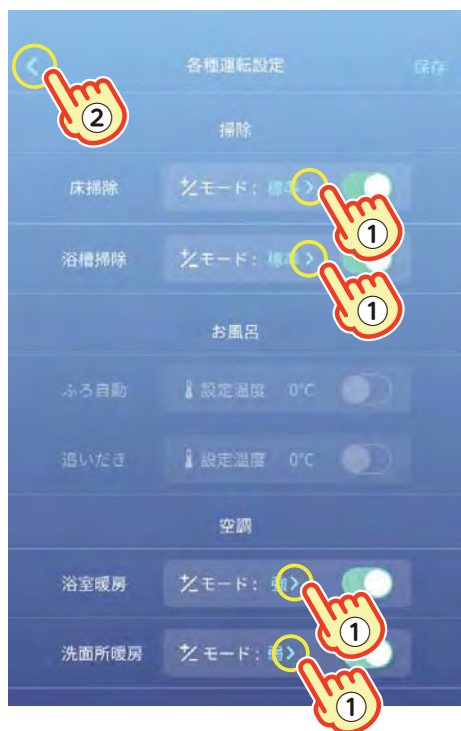 < 各種運転設定 保存
②
掃除
床掃除 モード: 標準 >
①
浴槽掃除 モード: 標準 >
①
お風呂
ふろ自動 設定温度 0℃
追いだき 設定温度 0℃
空調
浴室暖房 モード: 強 >
①
洗面所暖房 モード: >
①